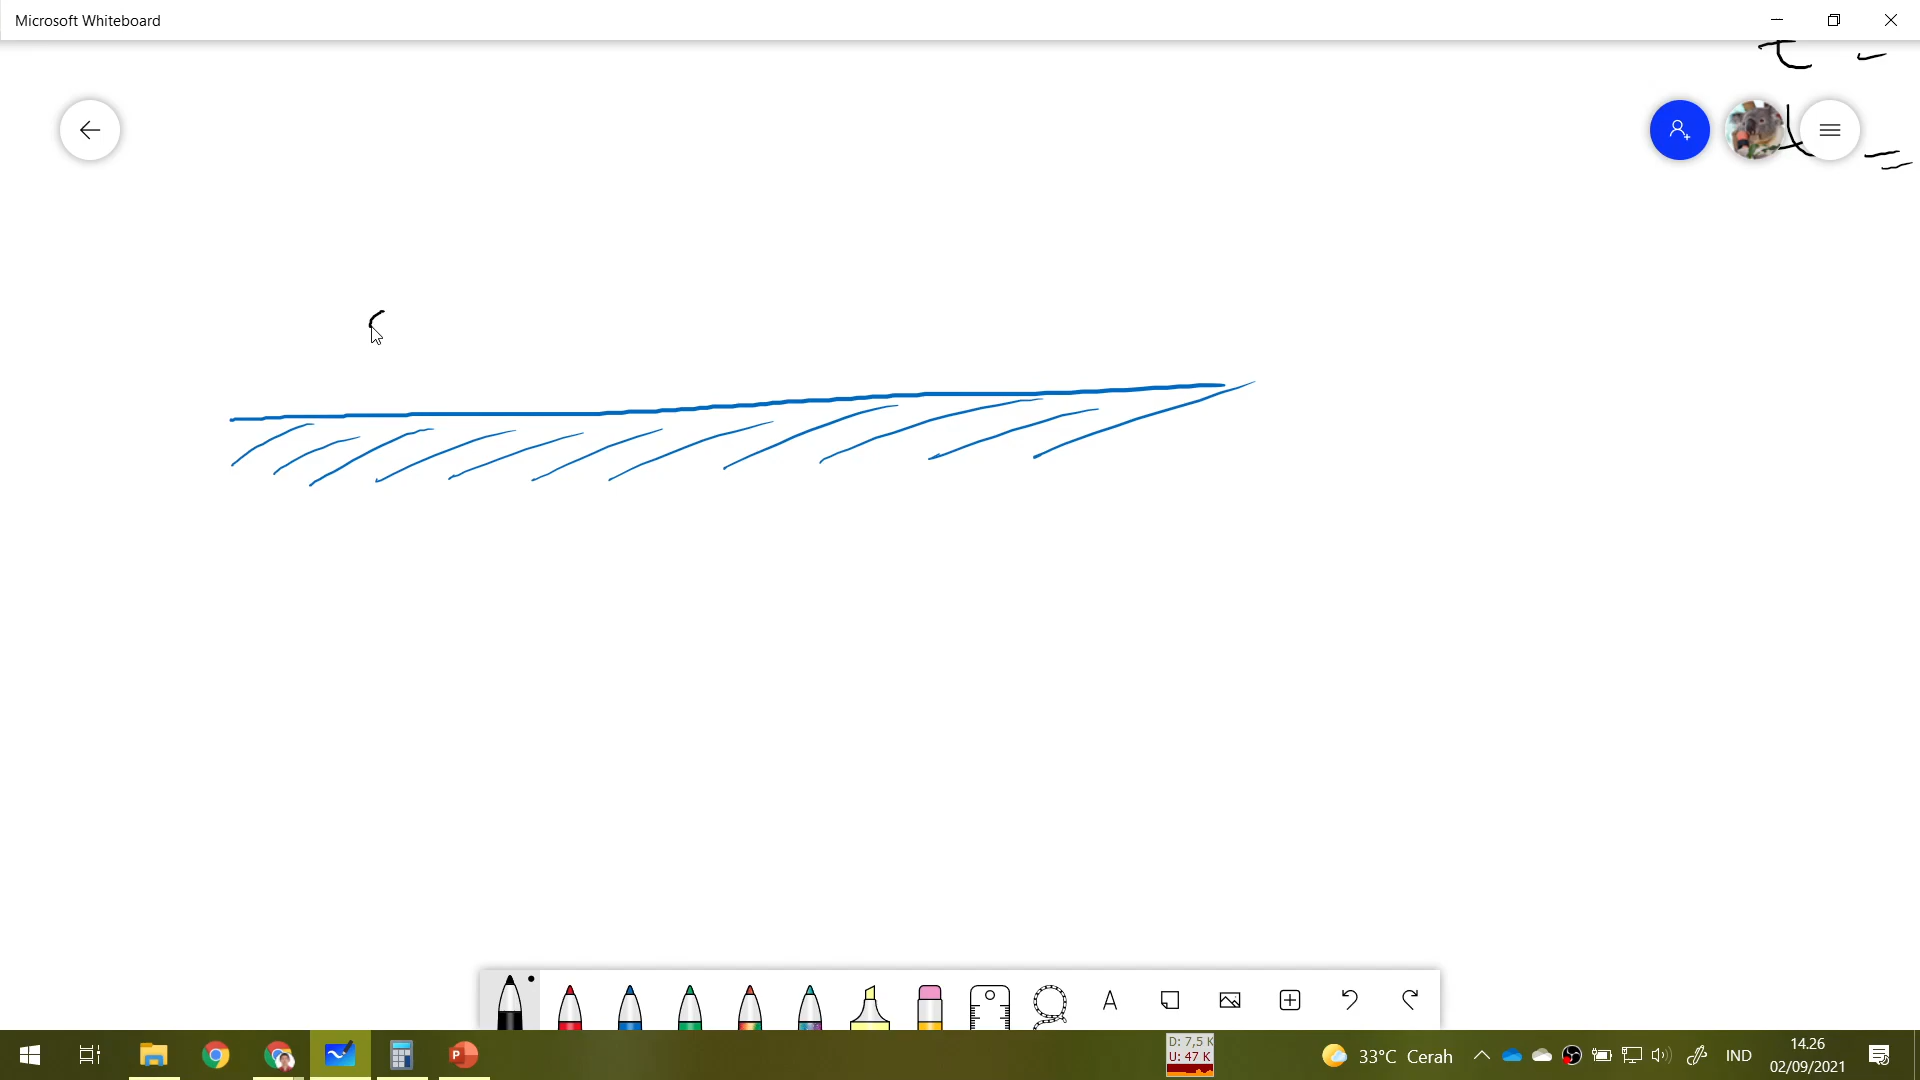 Microsoft Whiteboard
D: 7,5 K
U: 47 K
33°C Cerah
IND
14.26
02/09/2021